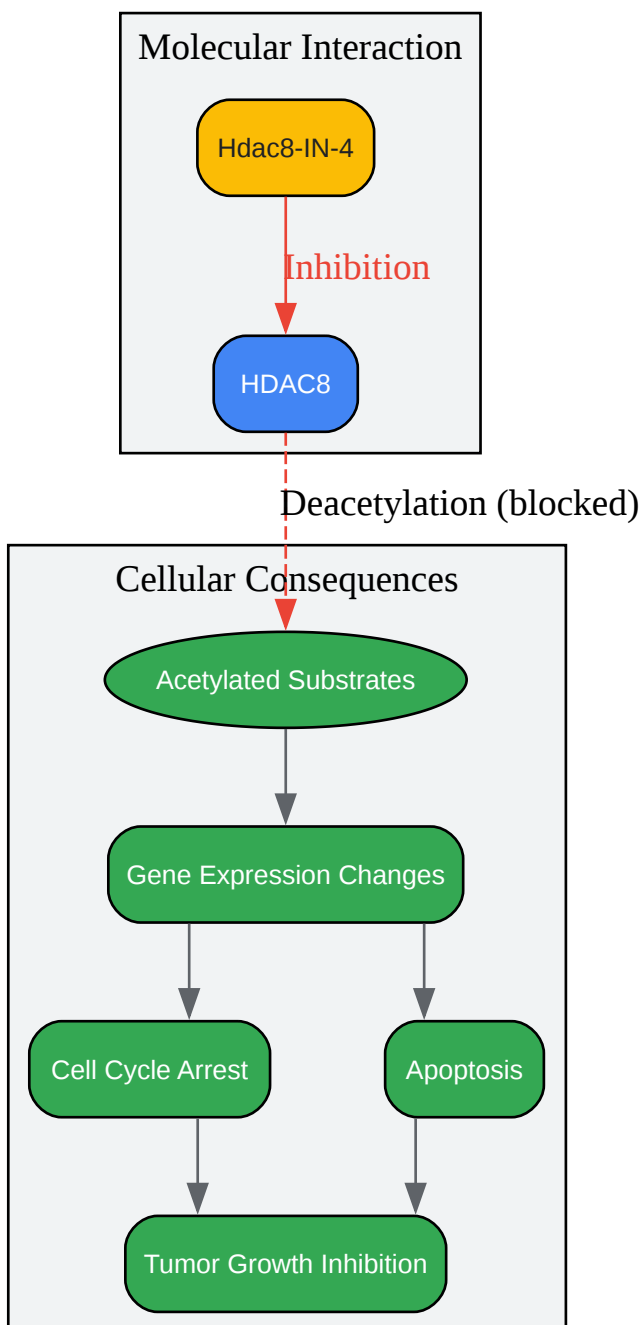 Molecular Interaction
Hdac8-IN-4
Inhibition
HDAC8
Deacetylation (blocked)
Cellular Consequences
Acetylated Substrates
Gene Expression Changes
Cell Cycle Arrest
Apoptosis
Tumor Growth Inhibition